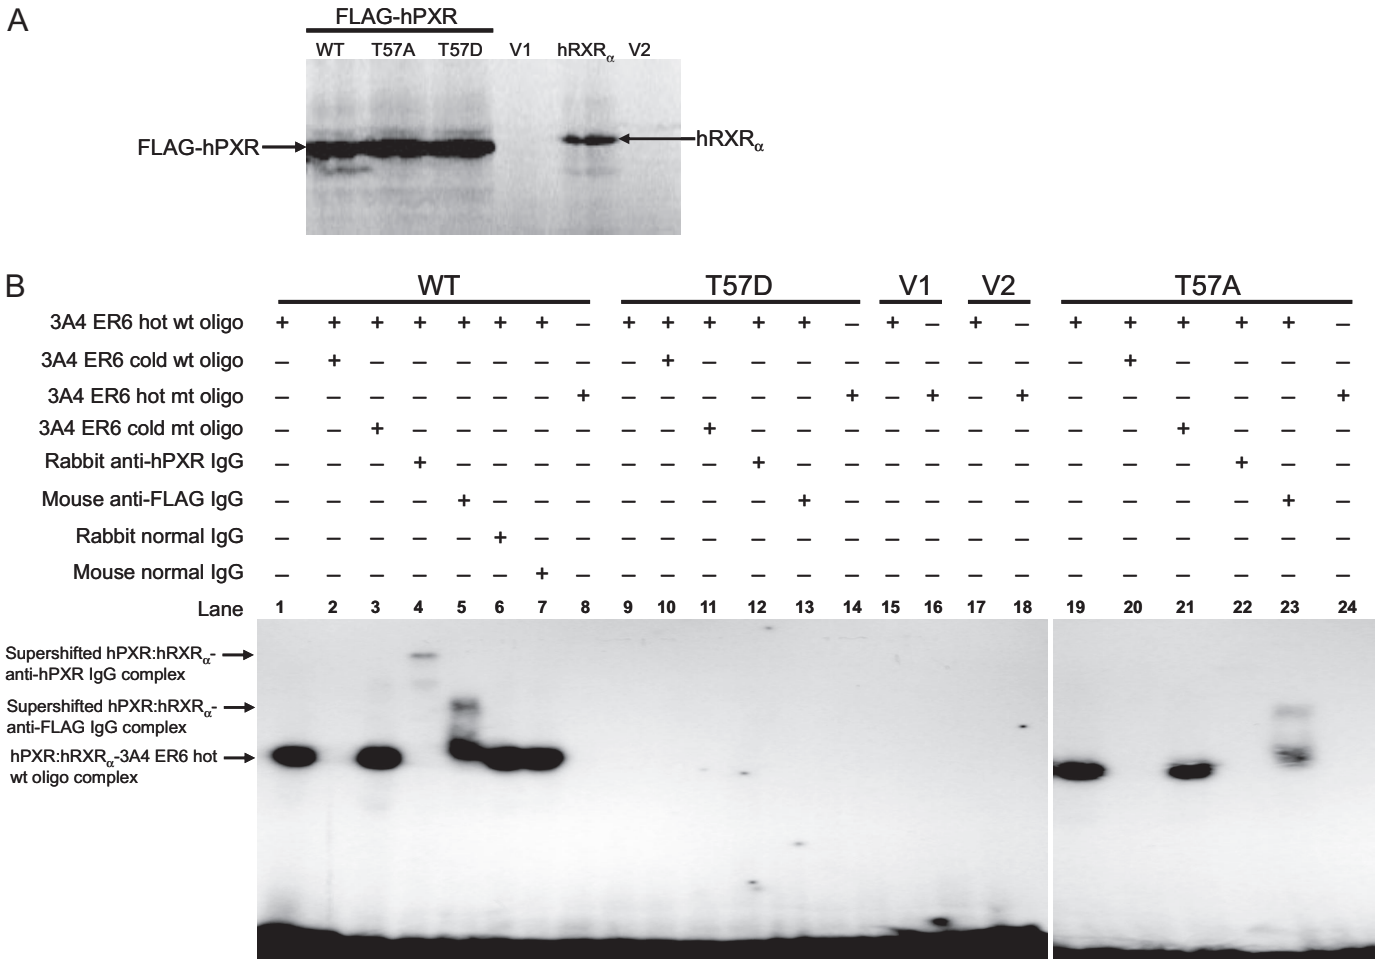 A
FLAG-hPXR
WT T57A T57D V1 hRXRα V2
FLAG-hPXR
hRXRα
B
WT T57D V1 V2 T57A
3A4 ER6 hot wt oligo + + + + + + + – + + + + + – + – + – + + + + + –
3A4 ER6 cold wt oligo – + – – – – – – – + – – – – – – – – – + – – – –
3A4 ER6 hot mt oligo – – – – – – – + – – – – – + – + – + – – – – – +
3A4 ER6 cold mt oligo – – + – – – – – – – + – – – – – – – – – + – – –
Rabbit anti-hPXR IgG – – – + – – – – – – – + – – – – – – – – – + – –
Mouse anti-FLAG IgG – – – – + – – – – – – – + – – – – – – – – – + –
Rabbit normal IgG – – – – – + – – – – – – – – – – – – – – – – – –
Mouse normal IgG – – – – – – + – – – – – – – – – – – – – – – – –
Lane 1 2 3 4 5 6 7 8 9 10 11 12 13 14 15 16 17 18 19 20 21 22 23 24
Supershifted hPXR:hRXRα-
anti-hPXR IgG complex
Supershifted hPXR:hRXRα-
anti-FLAG IgG complex
hPXR:hRXRα-3A4 ER6 hot
wt oligo complex